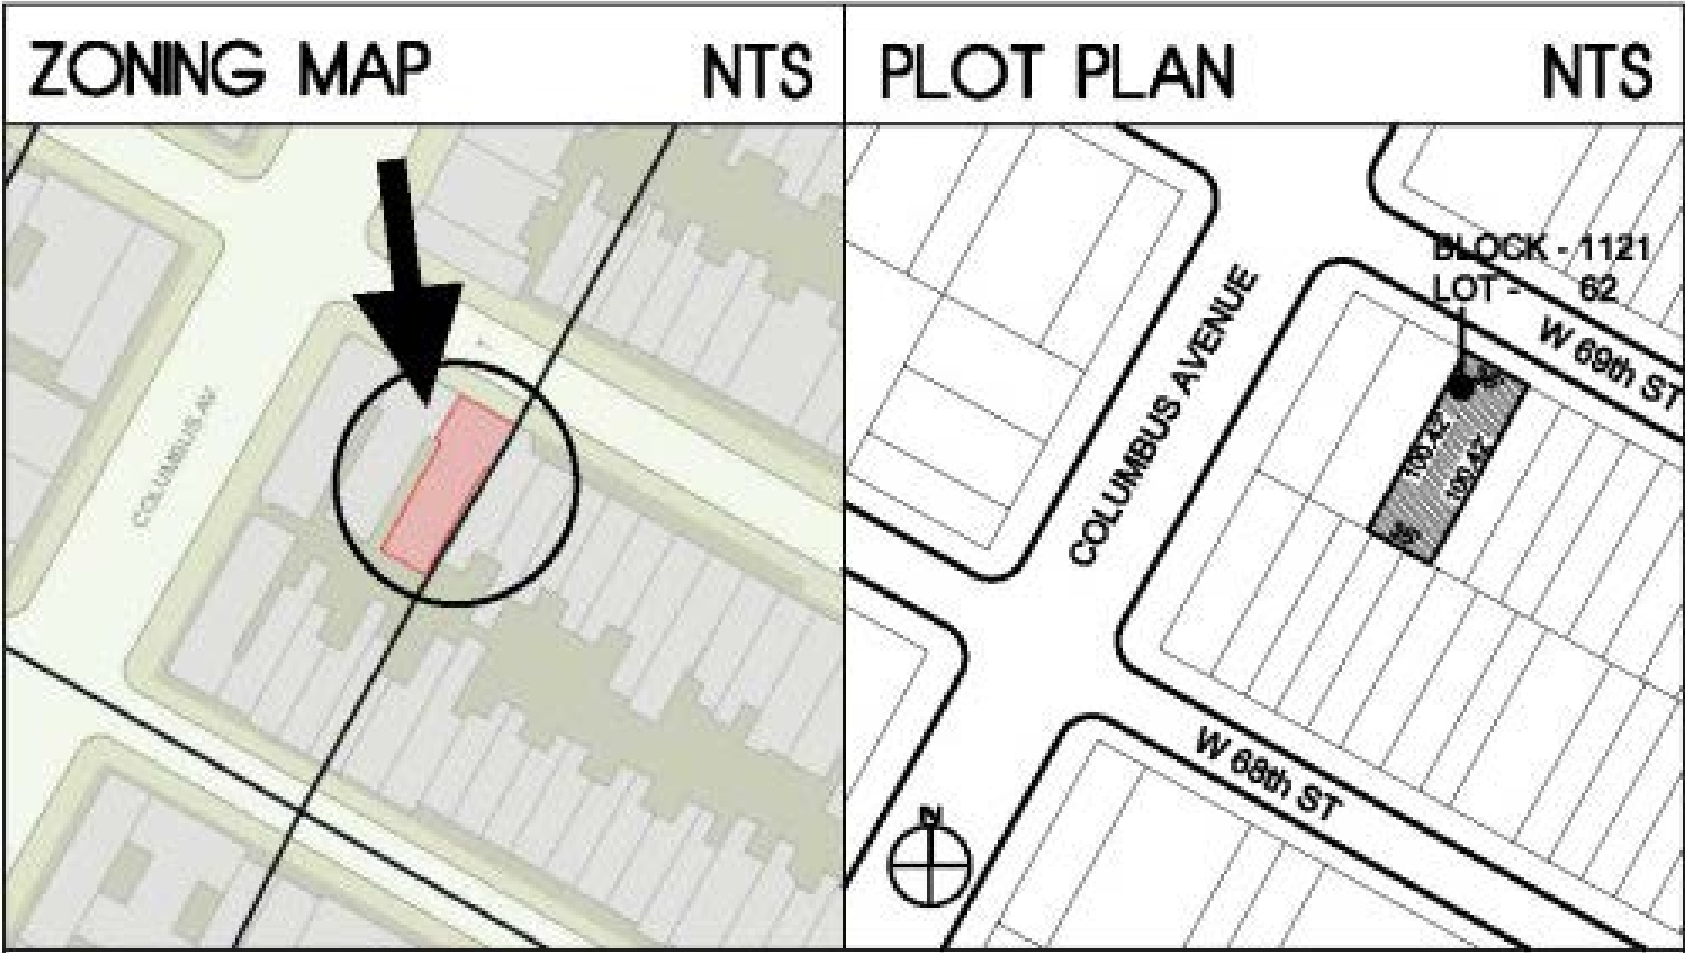 ZONING MAP NTS
COLUMBUS AV
PLOT PLAN NTS
BLOCK - 1121
LOT - 62
W 69th ST
COLUMBUS AVENUE
100.42'
100.42'
W 68th ST
N